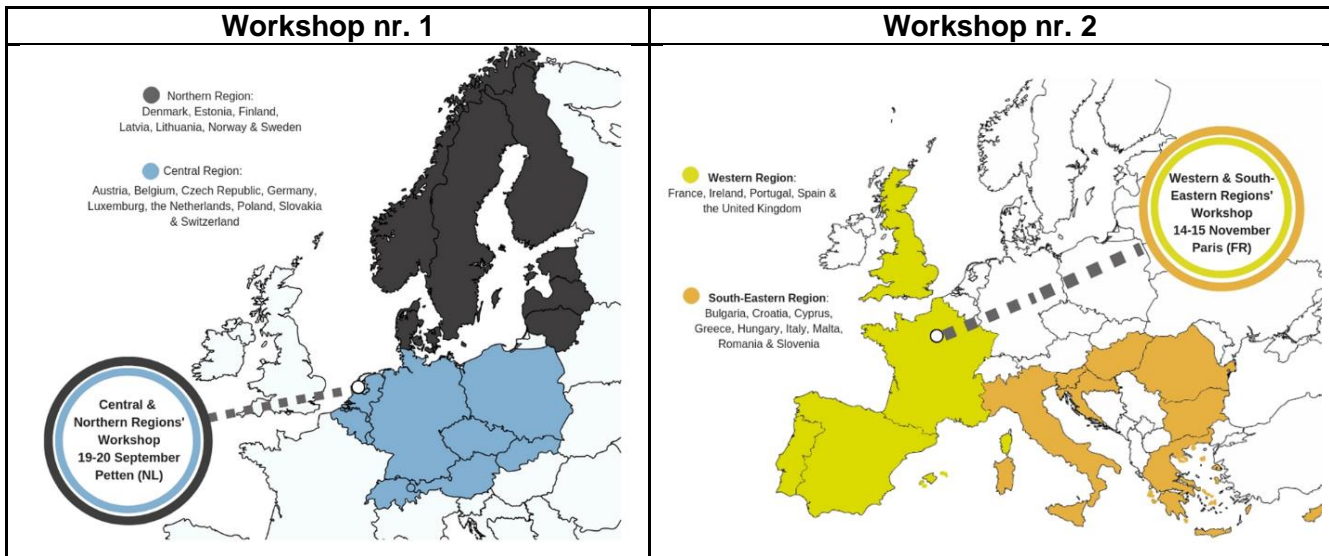 Workshop nr. 1
Northern Region:
Denmark, Estonia, Finland,
Latvia, Lithuania, Norway & Sweden
Central Region:
Austria, Belgium, Czech Republic, Germany,
Luxemburg, the Netherlands, Poland, Slovakia
& Switzerland
Central &
Northern Regions'
Workshop
19-20 September
Petten (NL)
Workshop nr. 2
Western Region:
France, Ireland, Portugal, Spain &
the United Kingdom
South-Eastern Region:
Bulgaria, Croatia, Cyprus,
Greece, Hungary, Italy, Malta,
Romania & Slovenia
Western & South-
Eastern Regions'
Workshop
14-15 November
Paris (FR)